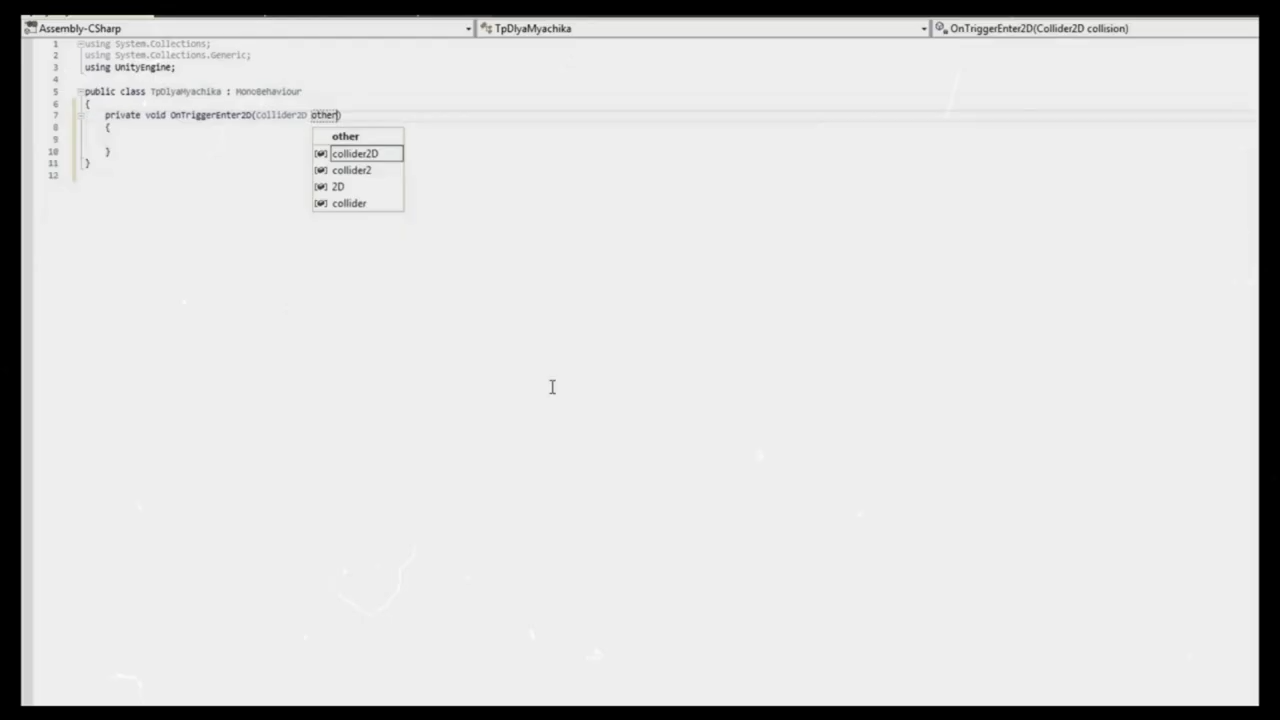 Assembly-CSharp TpDlyaMyachika OnTriggerEnter2D(Collider2D collision)
1 using System.Collections;
2 using System.Collections.Generic;
3 using UnityEngine;
4
5 public class TpDlyaMyachika : MonoBehaviour
6 {
7 private void OnTriggerEnter2D(Collider2D other)
8 {
9
10 }
11 }
12
other
collider2D
collider2
2D
collider